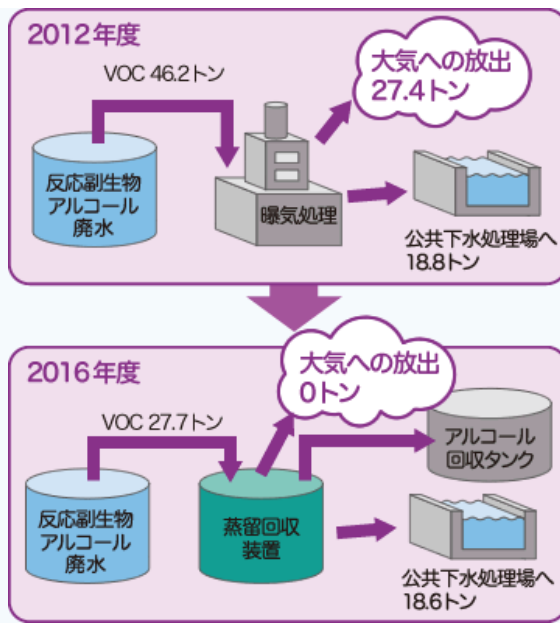 2012年度
VOC 46.2トン
大気への放出
27.4トン
反応副生物
アルコール
廃水
曝気処理
公共下水処理場へ
18.8トン
2016年度
大気への放出
0トン
VOC 27.7トン
アルコール
回収タンク
反応副生物
アルコール
廃水
蒸留回収
装置
公共下水処理場へ
18.6トン